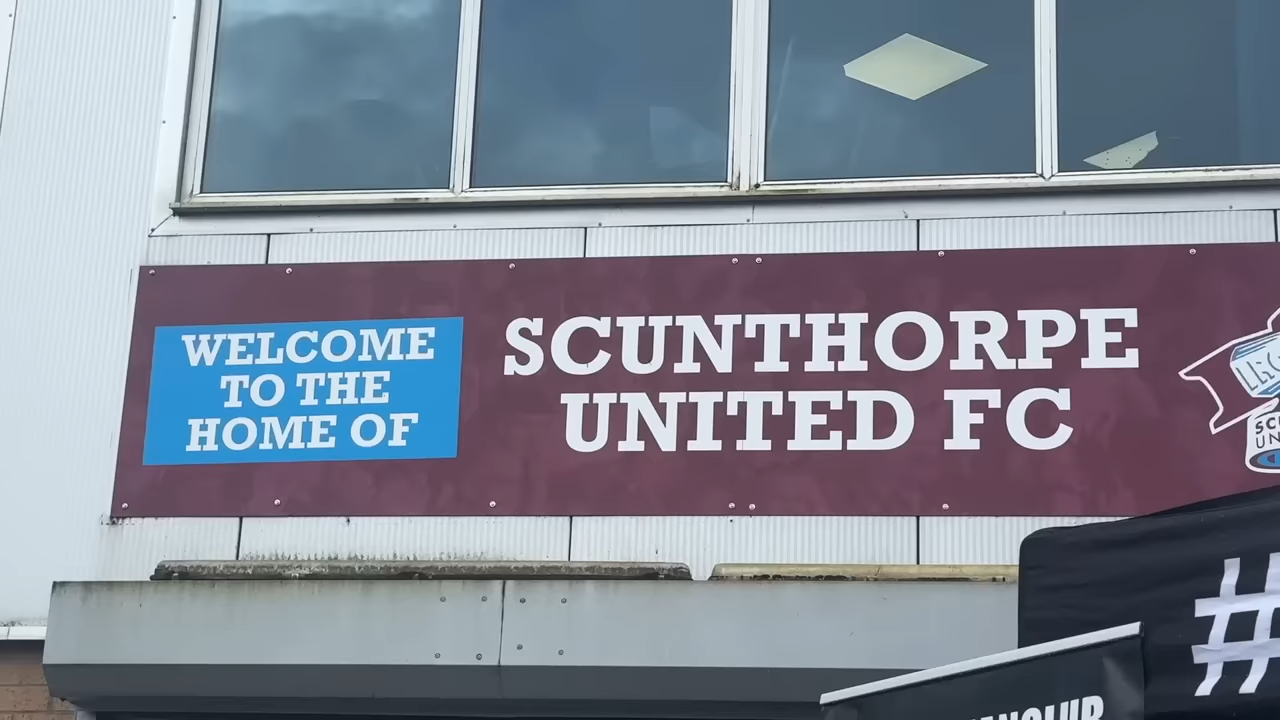 WELCOME
TO THE
HOME OF
SCUNTHORPE
UNITED FC
#